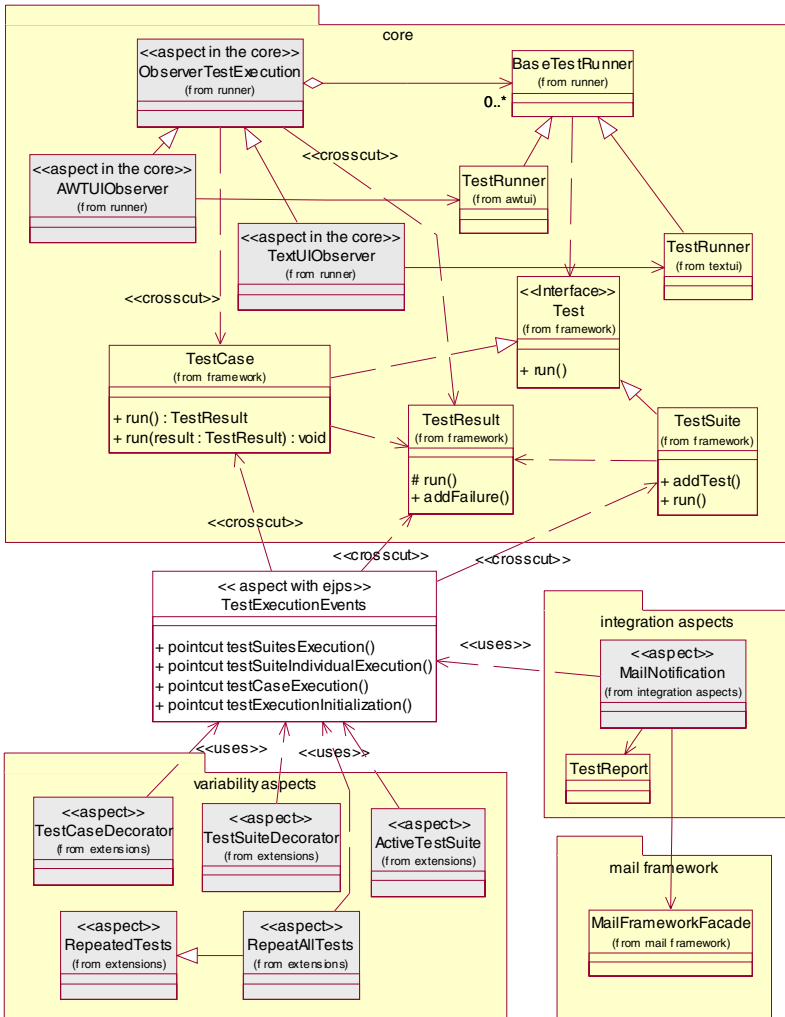 core
<<aspect in the core>>
ObserverTestExecution
(from runner)
BaseTestRunner
(from runner)
0..*
<<crosscut>>
<<aspect in the core>>
AWTUIObserver
(from runner)
TestRunner
(from awtui)
<<aspect in the core>>
TextUIObserver
(from runner)
TestRunner
(from textui)
<<crosscut>>
<<Interface>>
Test
(from framework)
+ run()
TestCase
(from framework)
+ run() : TestResult
+ run(result : TestResult) : void
TestResult
(from framework)
# run()
+ addFailure()
TestSuite
(from framework)
+ addTest()
+ run()
<<crosscut>>
<<crosscut>>
<<crosscut>>
<< aspect with ejps>>
TestExecutionEvents
+ pointcut testSuitesExecution()
+ pointcut testSuiteIndividualExecution()
+ pointcut testCaseExecution()
+ pointcut testExecutionInitialization()
<<uses>>
integration aspects
<<aspect>>
MailNotification
(from integration aspects)
TestReport
<<uses>>
<<uses>>
variability aspects
<<aspect>>
TestCaseDecorator
(from extensions)
<<aspect>>
TestSuiteDecorator
(from extensions)
<<aspect>>
ActiveTestSuite
(from extensions)
<<aspect>>
RepeatedTests
(from extensions)
<<aspect>>
RepeatAllTests
(from extensions)
mail framework
MailFrameworkFacade
(from mail framework)